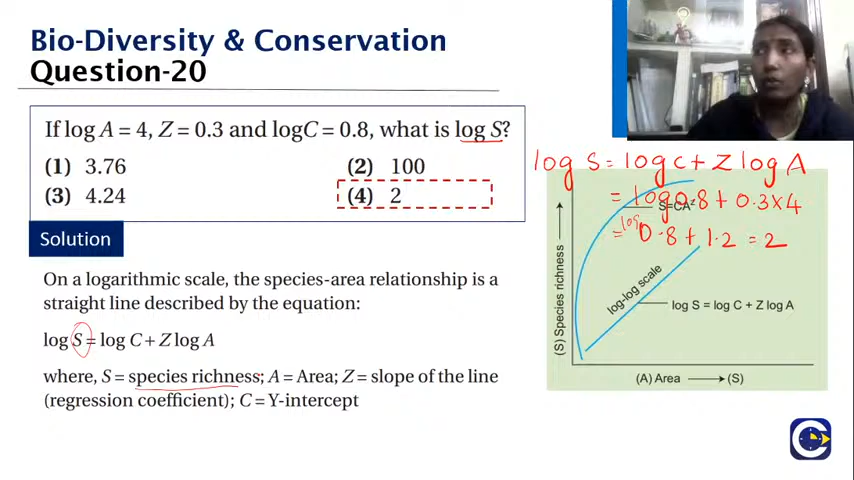 Bio-Diversity & Conservation
Question-20
If log A = 4, Z = 0.3 and logC = 0.8, what is log S?
(1) 3.76
(2) 100
(3) 4.24
(4) 2
Solution
On a logarithmic scale, the species-area relationship is a
straight line described by the equation:
log S = log C + Z log A
where, S = species richness; A = Area; Z = slope of the line
(regression coefficient); C = Y-intercept
log S = log C + Z log A
= log 0.8 + 0.3 × 4
= log 0.8 + 1.2 = 2
S=CAᶻ
log-log scale
log S = log C + Z log A
(S) Species richness
(A) Area
(S)